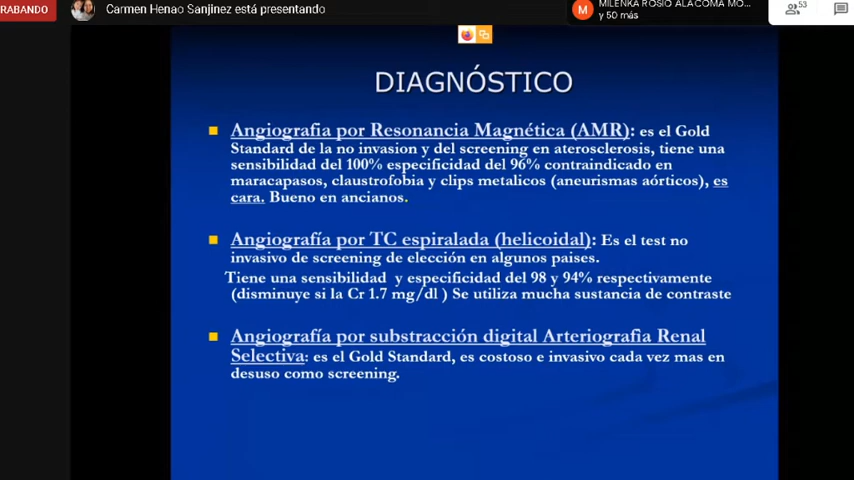 RABANDO
Carmen Henao Sanjinez está presentando
M
MILENKA ROSIO ALACOMA MO...
y 50 más
53
DIAGNÓSTICO
Angiografia por Resonancia Magnética (AMR): es el Gold
Standard de la no invasion y del screening en aterosclerosis, tiene una
sensibilidad del 100% especificidad del 96% contraindicado en
maracapasos, claustrofobia y clips metalicos (aneurismas aórticos), es
cara. Bueno en ancianos.
Angiografía por TC espiralada (helicoidal): Es el test no
invasivo de screening de elección en algunos paises.
Tiene una sensibilidad y especificidad del 98 y 94% respectivamente
(disminuye si la Cr 1.7 mg/dl ) Se utiliza mucha sustancia de contraste
Angiografía por substracción digital Arteriografia Renal
Selectiva: es el Gold Standard, es costoso e invasivo cada vez mas en
desuso como screening.